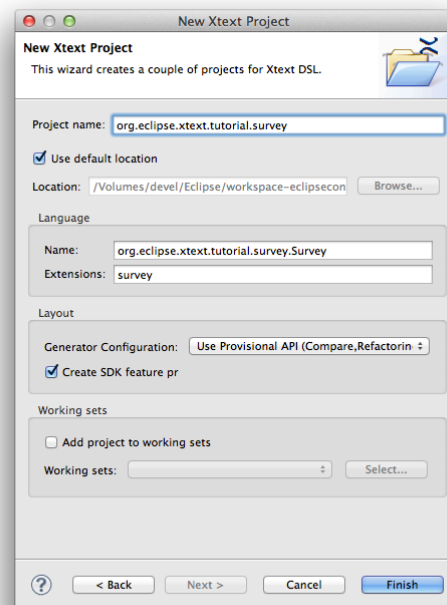 New Xtext Project
New Xtext Project
This wizard creates a couple of projects for Xtext DSL.
Project name: org.eclipse.xtext.tutorial.survey
Use default location
Location: /Volumes/devel/Eclipse/workspace-eclipsecon Browse...
Language
Name: org.eclipse.xtext.tutorial.survey.Survey
Extensions: survey
Layout
Generator Configuration: Use Provisional API (Compare,Refactorin
Create SDK feature pr
Working sets
Add project to working sets
Working sets: Select...
? < Back Next > Cancel Finish